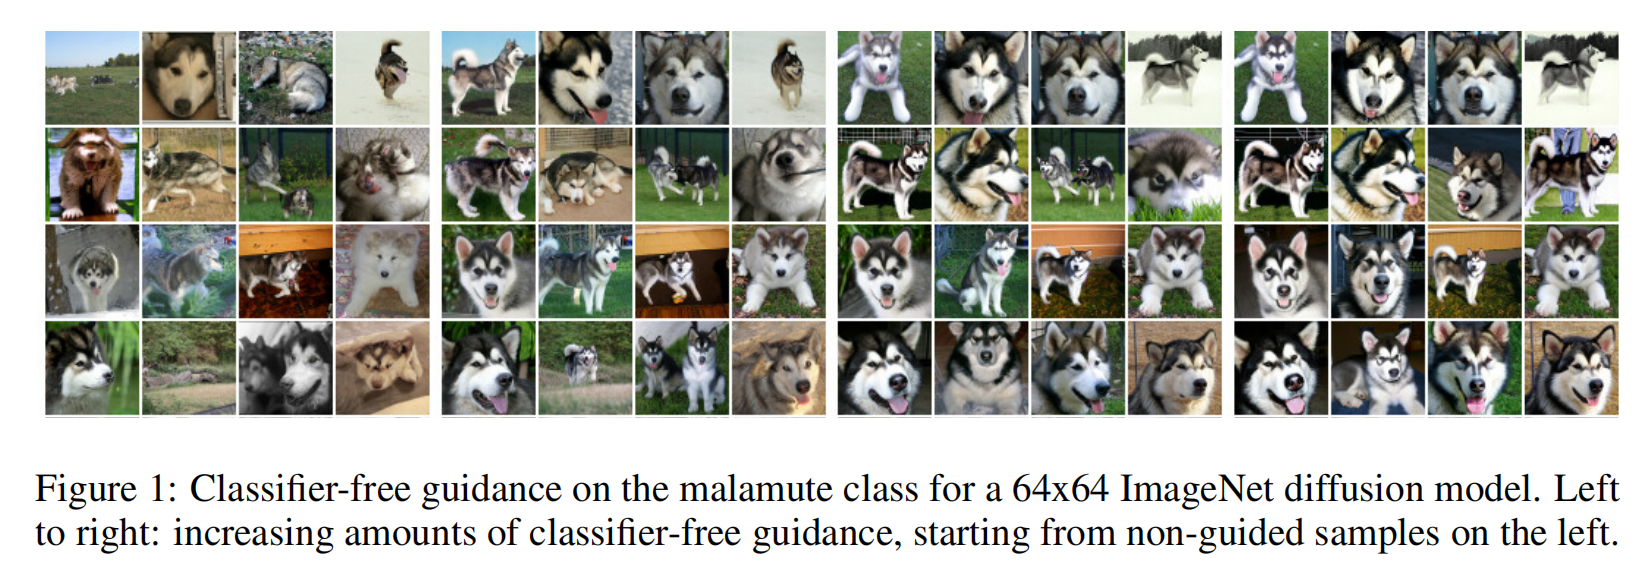 Figure 1: Classifier-free guidance on the malamute class for a 64x64 ImageNet diffusion model. Left
to right: increasing amounts of classifier-free guidance, starting from non-guided samples on the left.